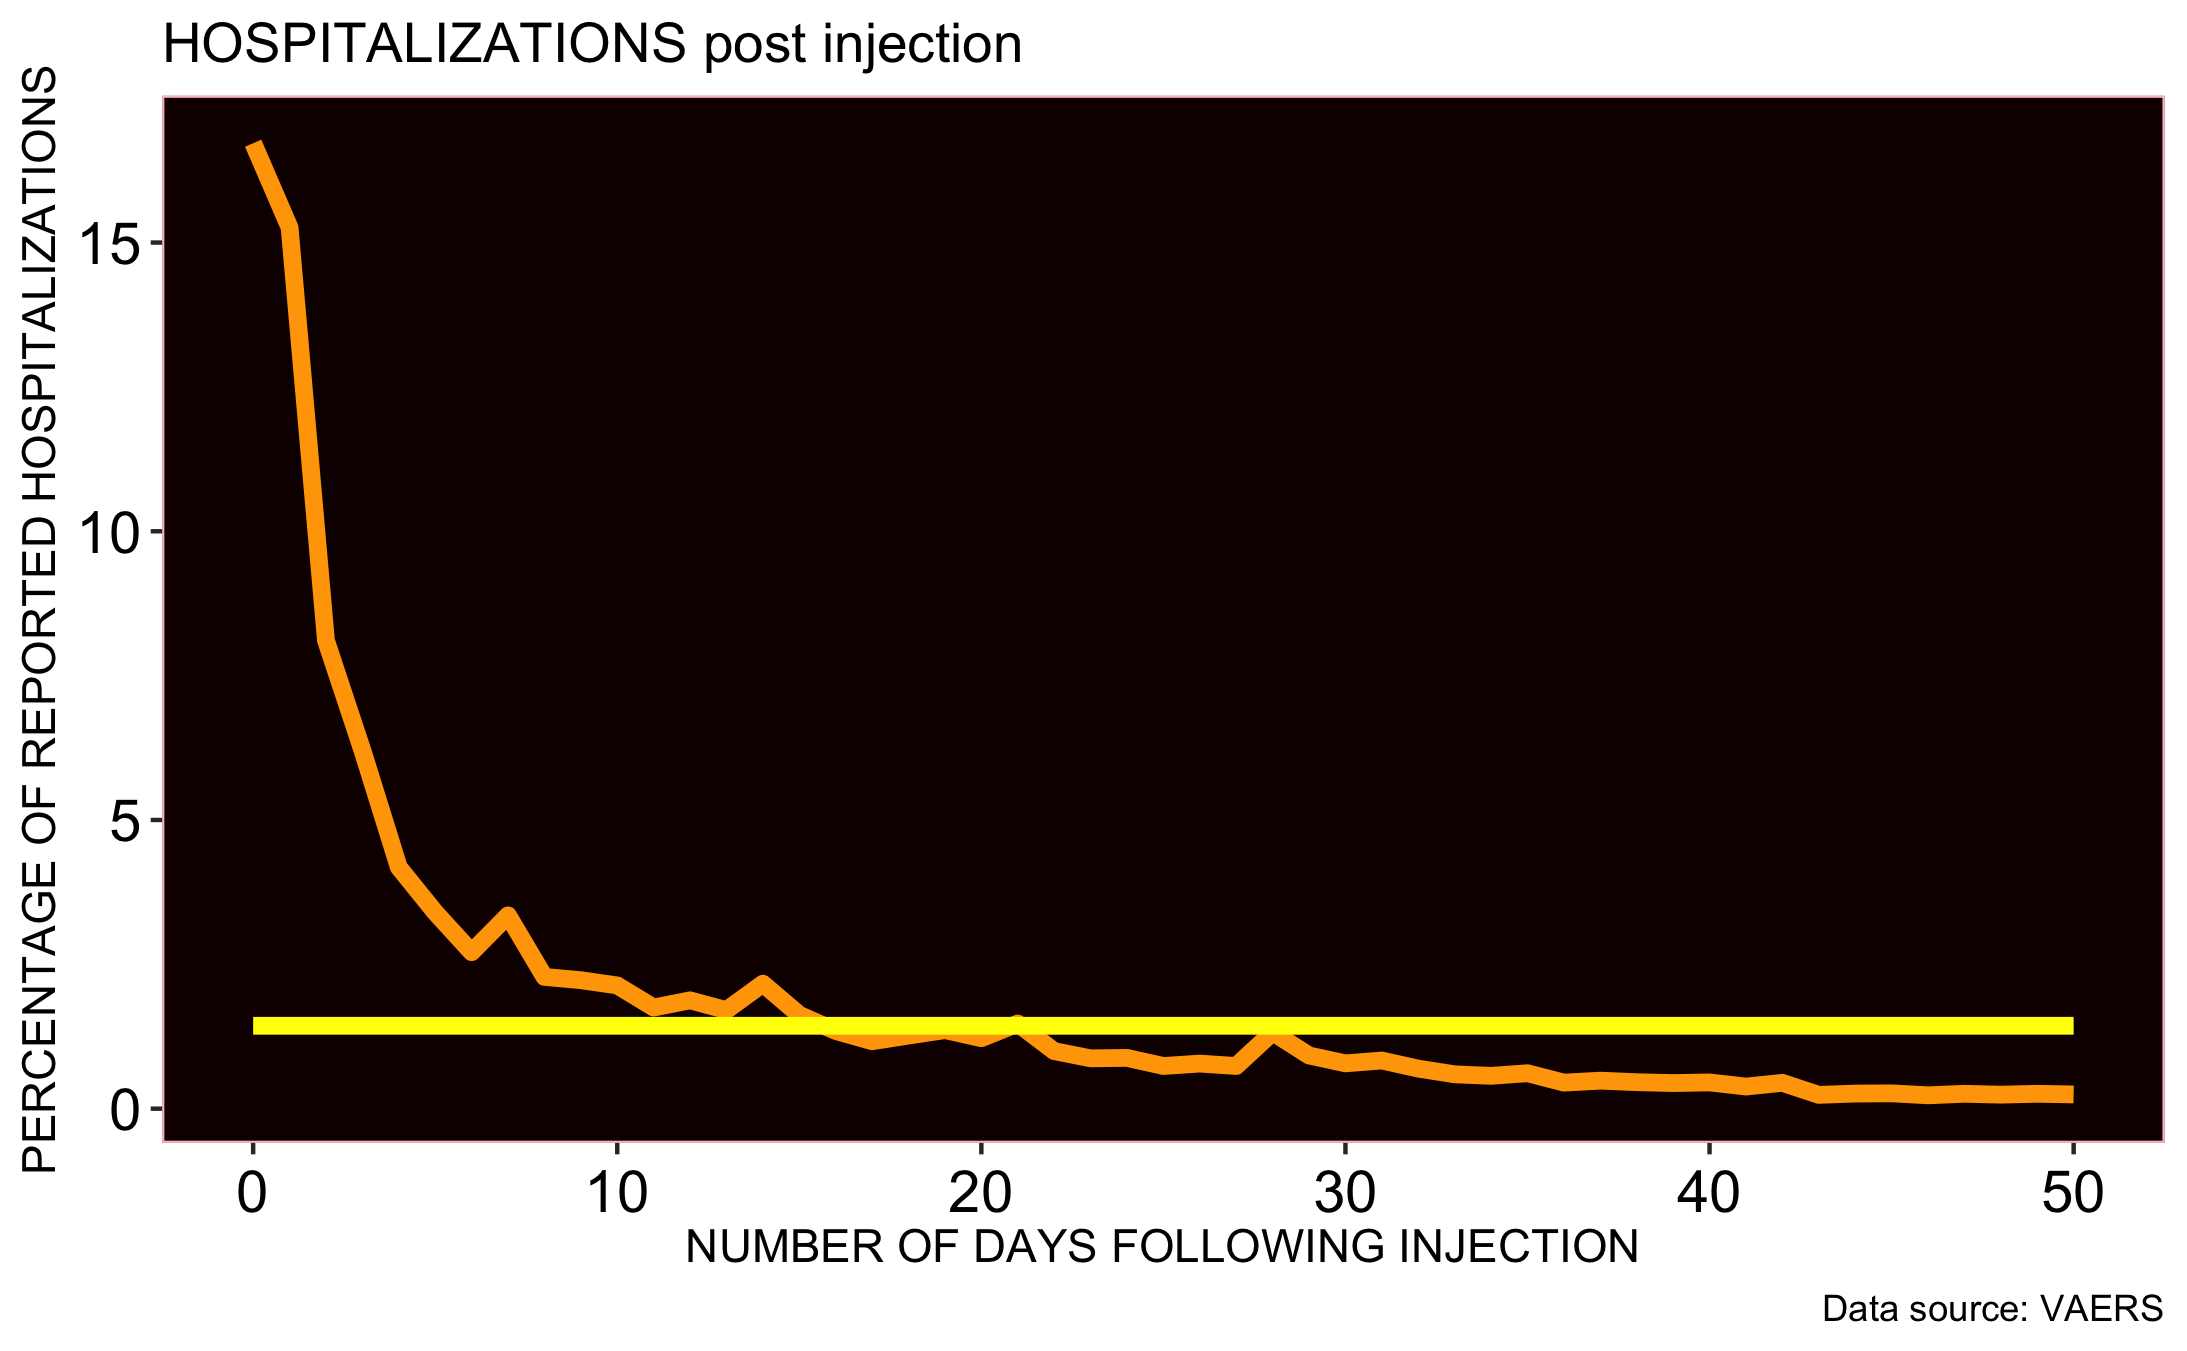 HOSPITALIZATIONS post injection
PERCENTAGE OF REPORTED HOSPITALIZATIONS
15
10
5
0
0 10 20 30 40 50
NUMBER OF DAYS FOLLOWING INJECTION
Data source: VAERS